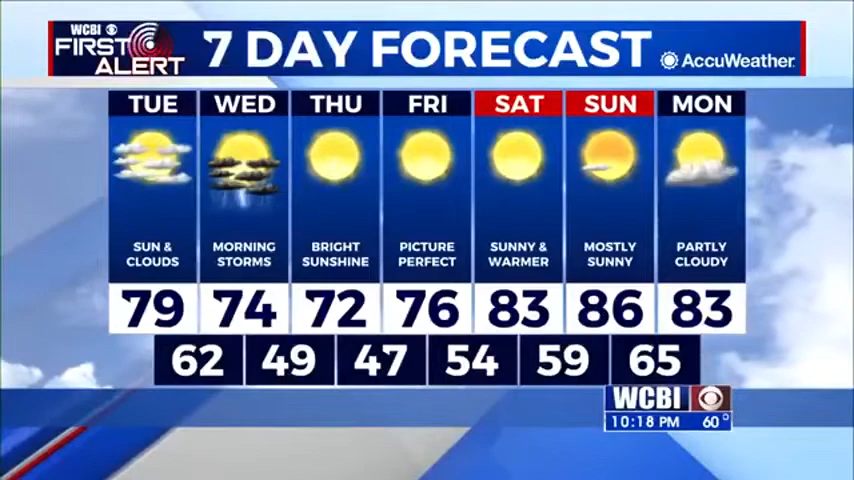 WCBI
FIRST
ALERT
7 DAY FORECAST
AccuWeather
TUE WED THU FRI SAT SUN MON
SUN & CLOUDS
MORNING STORMS
BRIGHT SUNSHINE
PICTURE PERFECT
SUNNY & WARMER
MOSTLY SUNNY
PARTLY CLOUDY
79 74 72 76 83 86 83
62 49 47 54 59 65
WCBI
10:18 PM 60°